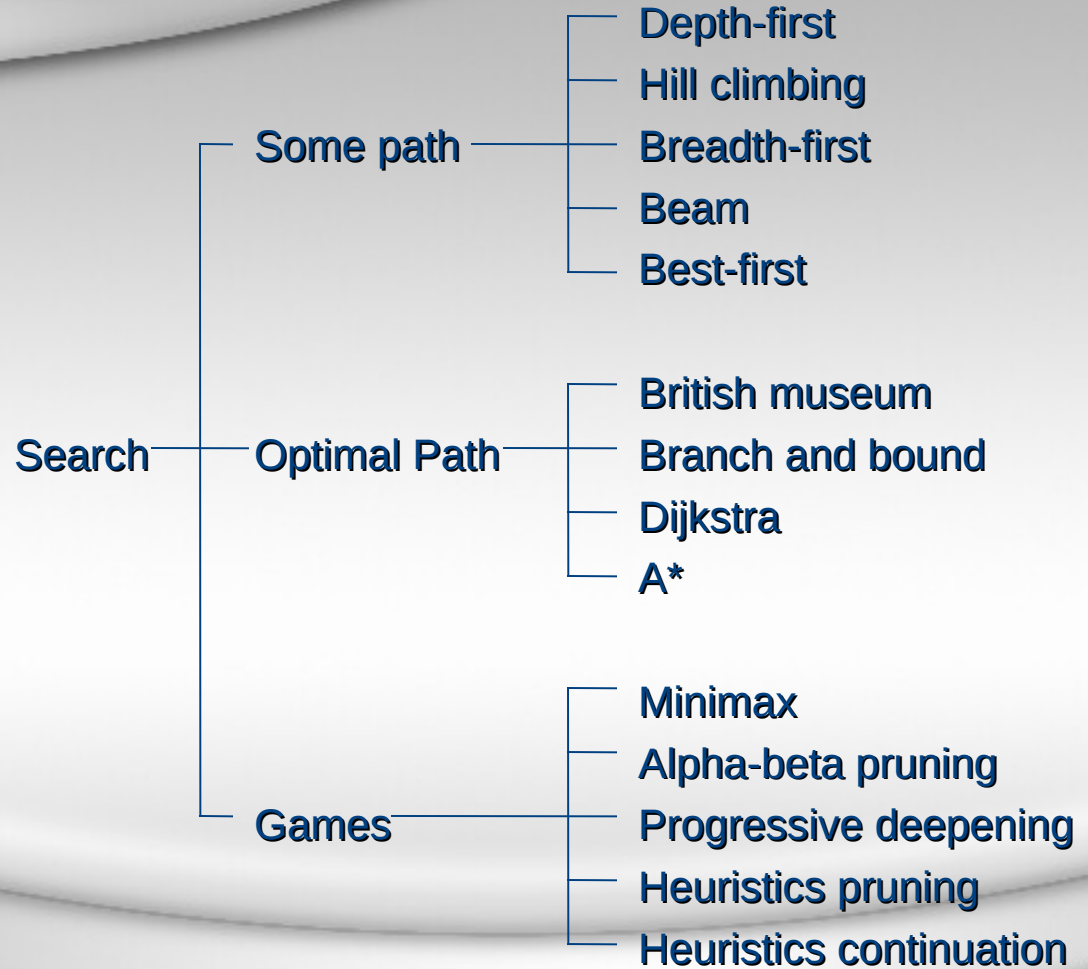 Depth-first
Hill climbing
Some path
Breadth-first
Beam
Best-first
British museum
Search
Optimal Path
Branch and bound
Dijkstra
A*
Minimax
Alpha-beta pruning
Games
Progressive deepening
Heuristics pruning
Heuristics continuation